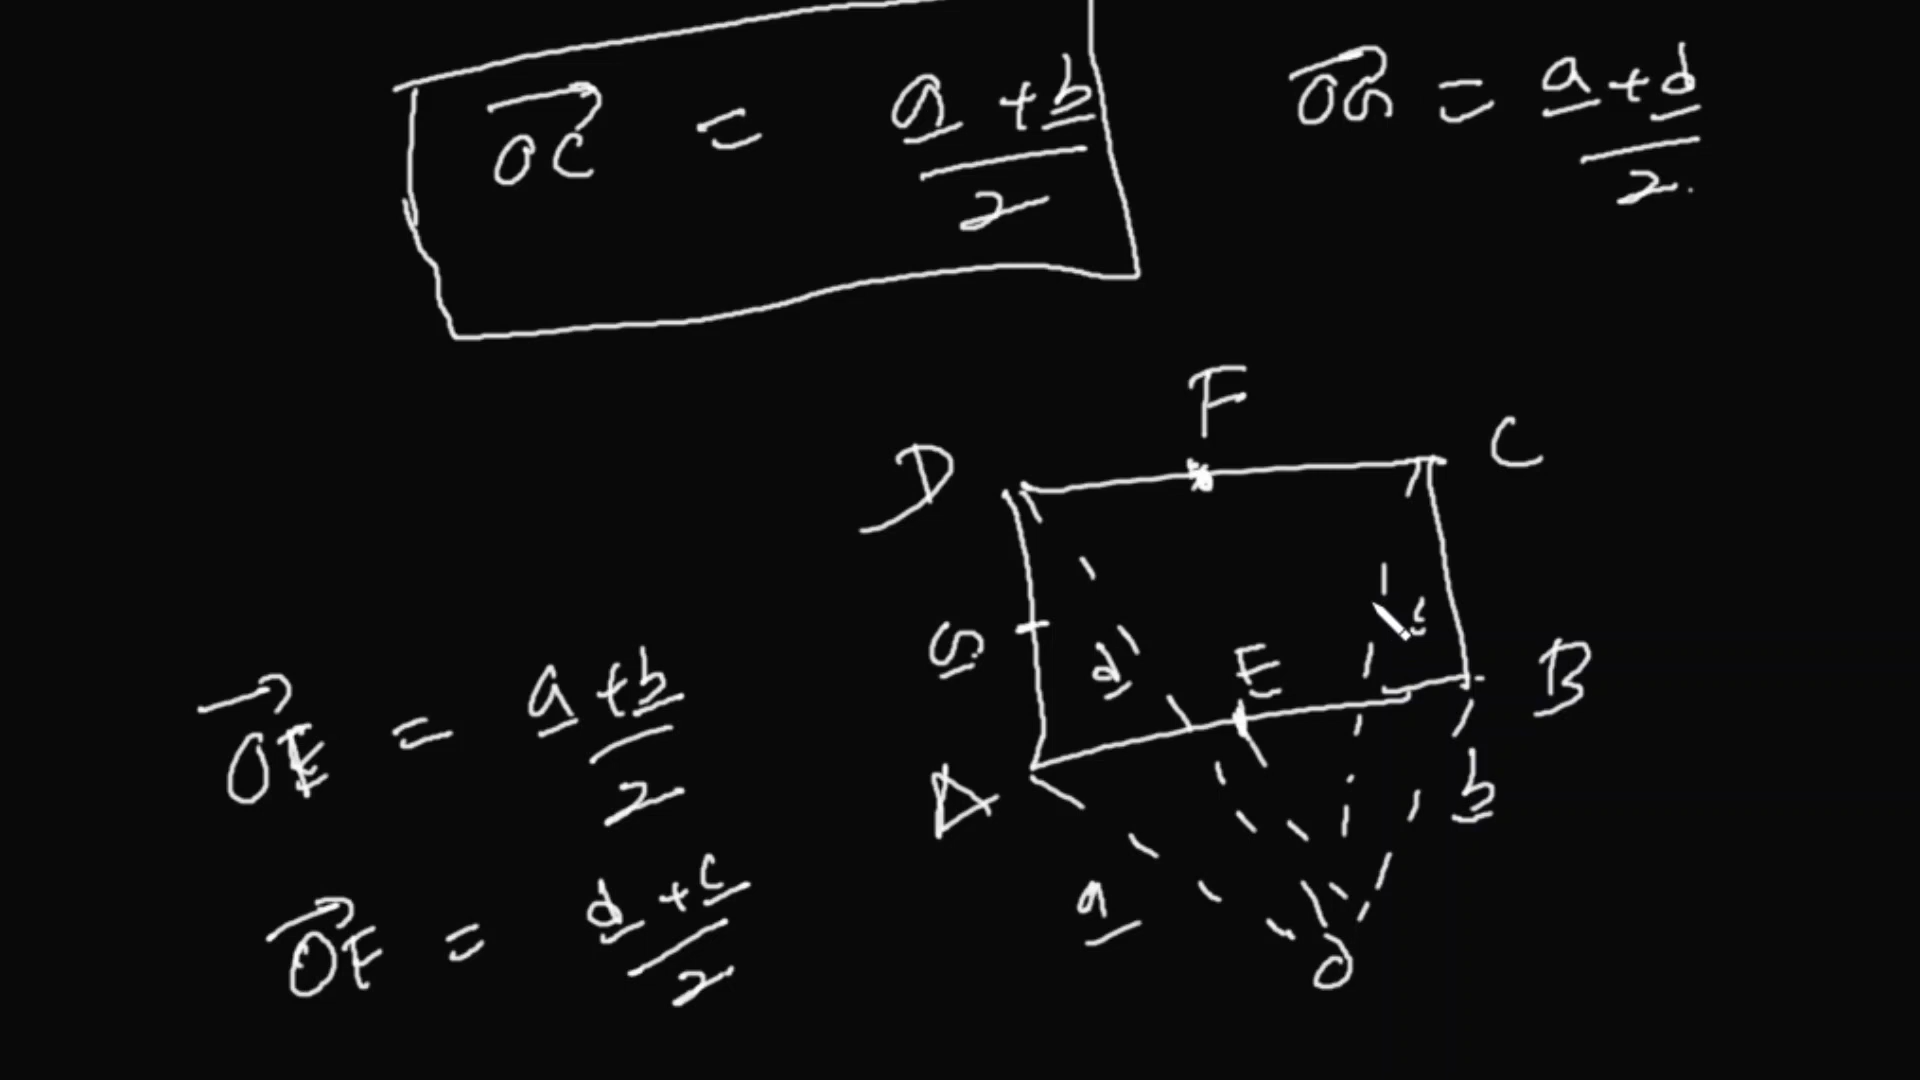 OC = a + b / 2
OG = a + d / 2.
F
D
C
G
d
E
c
B
OE = a + b / 2
A
b
a
OF = d + c / 2
O